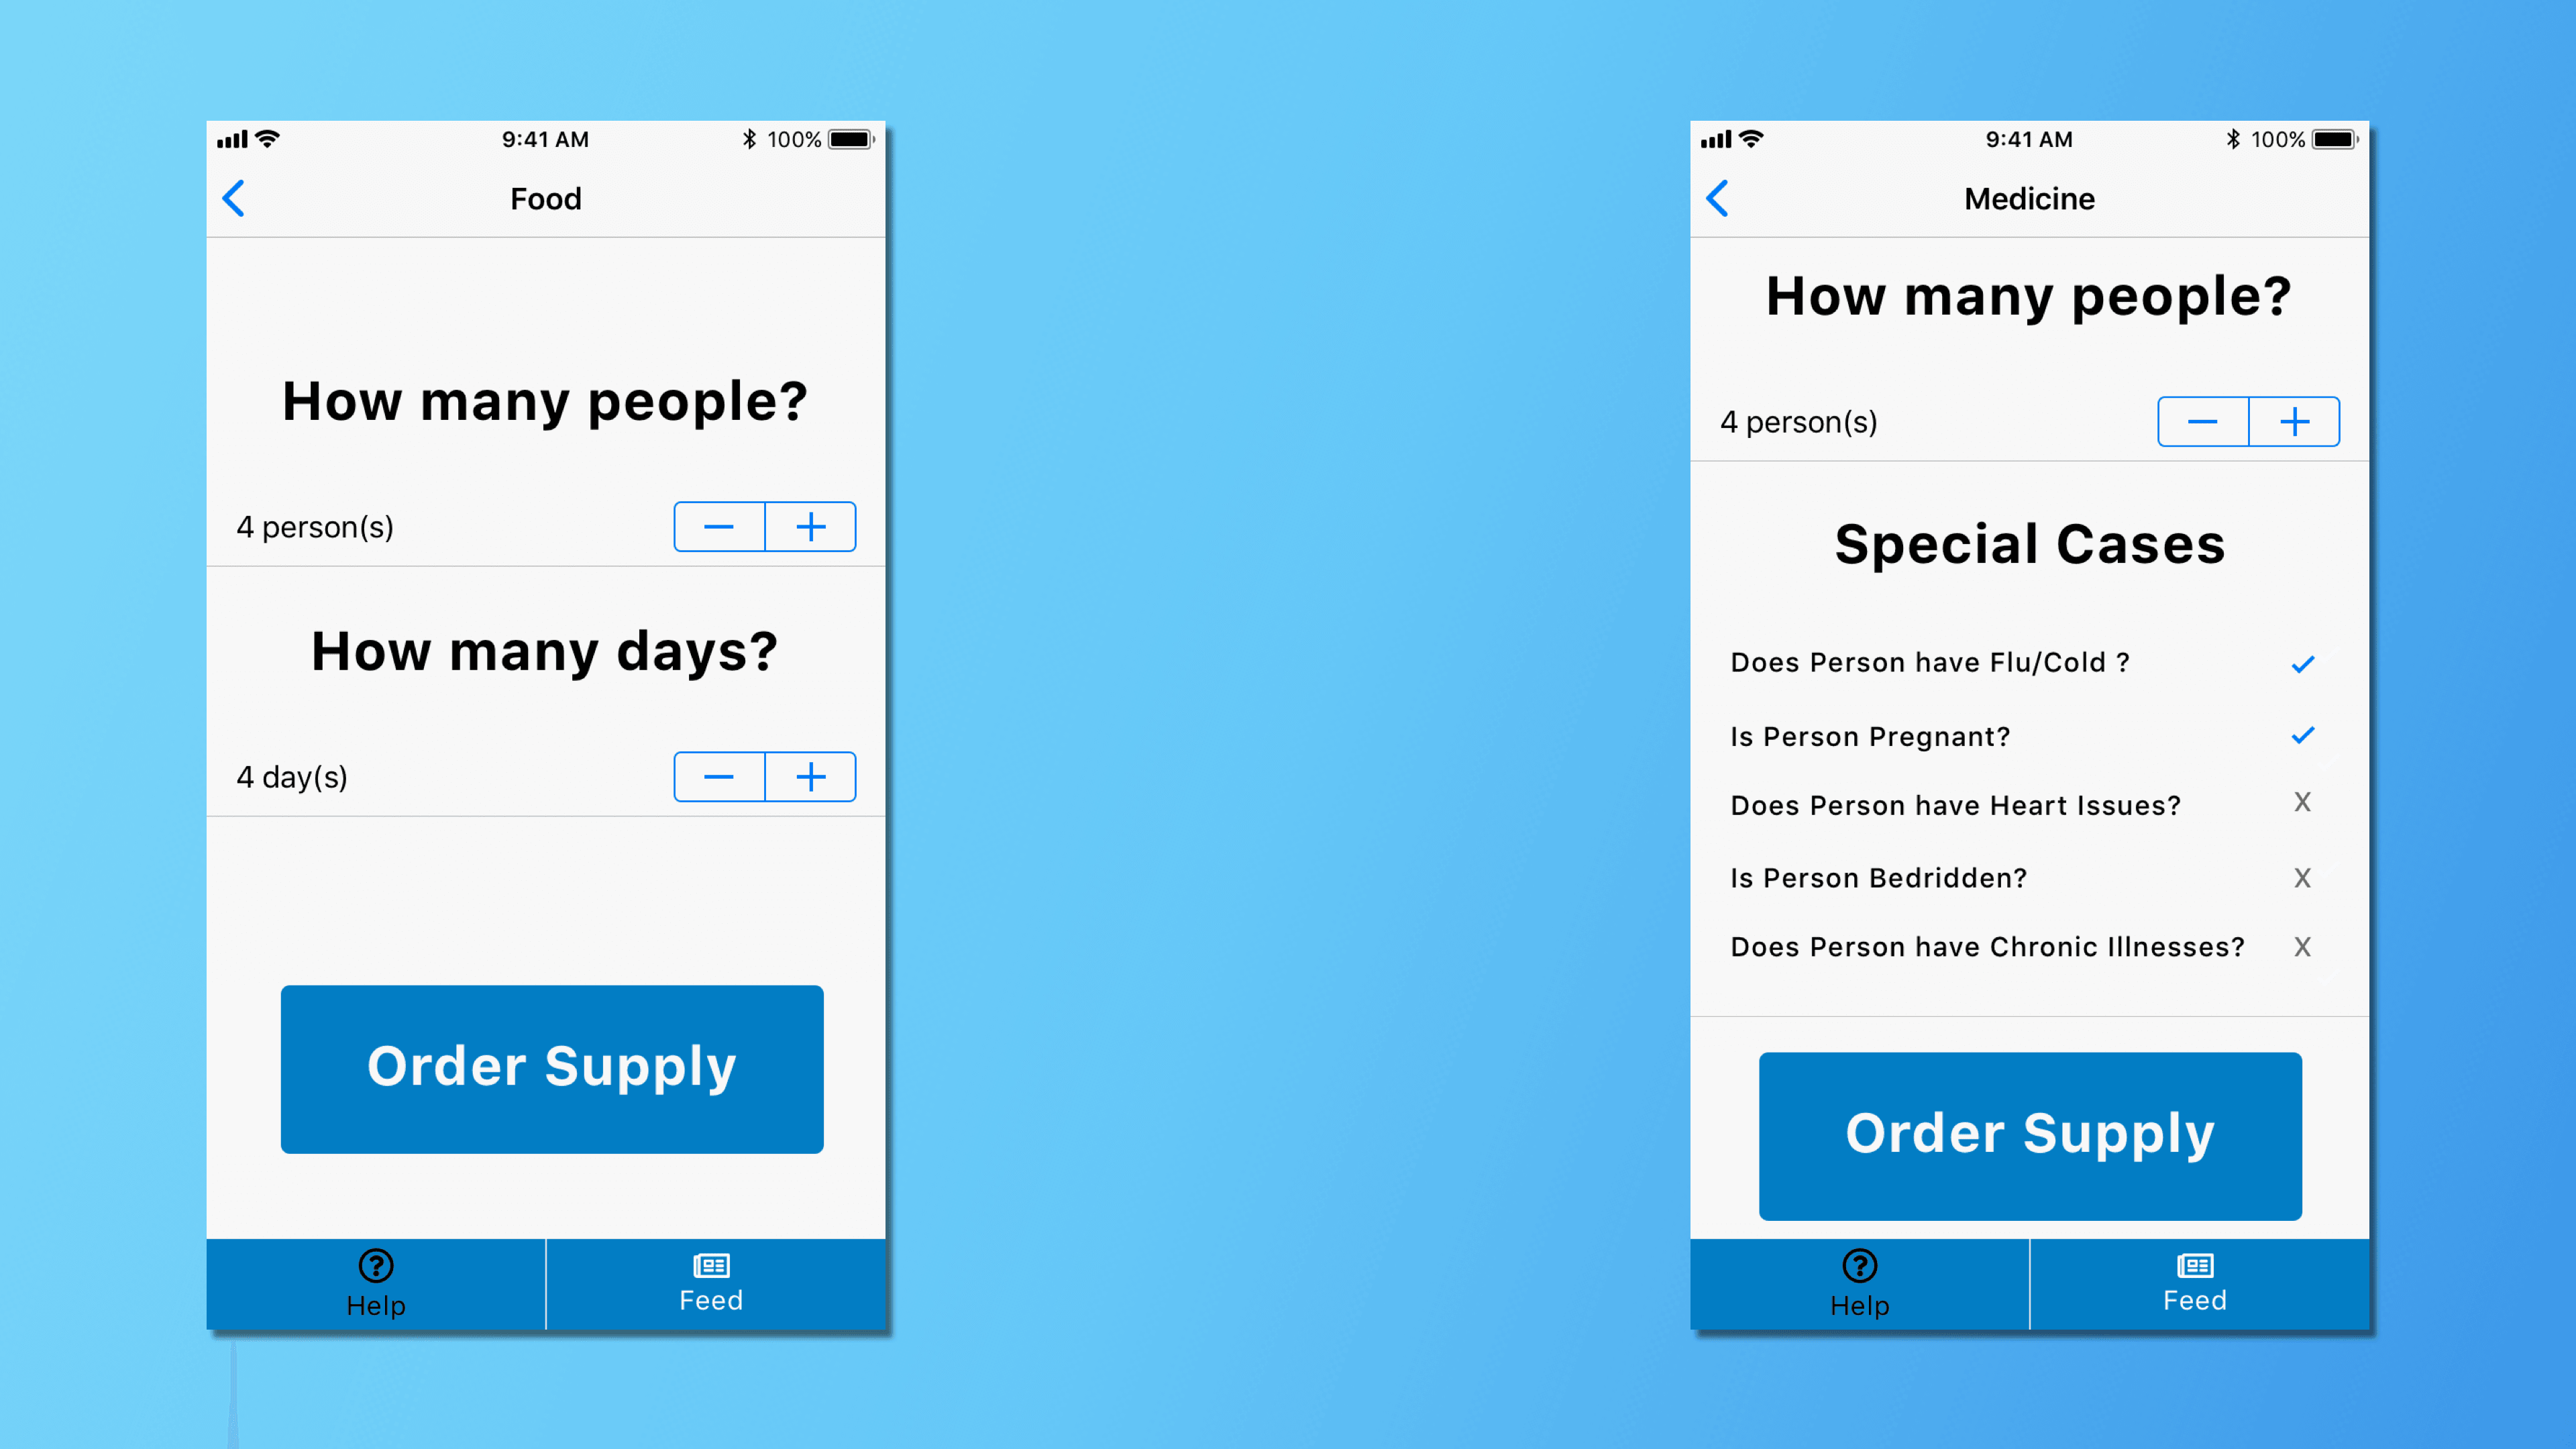 9:41 AM
100%
Food
How many people?
4 person(s)
How many days?
4 day(s)
Order Supply
Help
Feed
9:41 AM
100%
Medicine
How many people?
4 person(s)
Special Cases
Does Person have Flu/Cold ?
Is Person Pregnant?
Does Person have Heart Issues? X
Is Person Bedridden? X
Does Person have Chronic Illnesses? X
Order Supply
Help
Feed